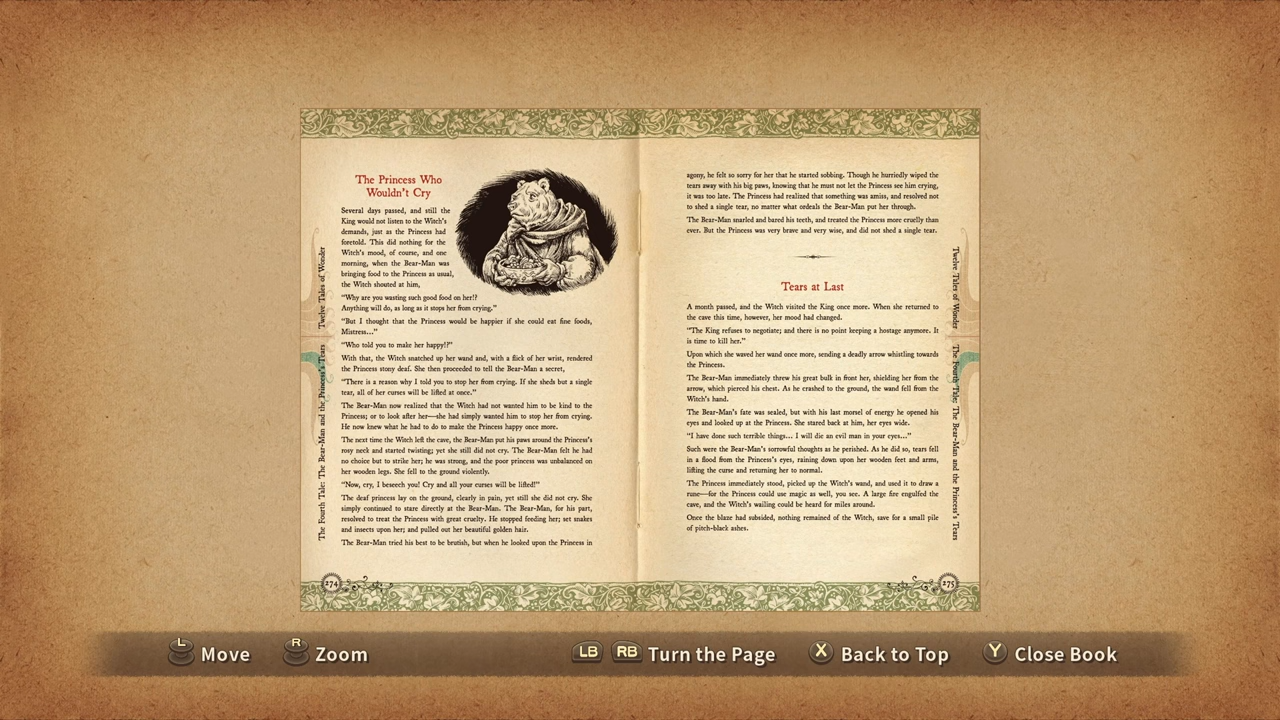 The Princess Who
Wouldn't Cry
Several days passed, and still the
King would not listen to the Witch's
demands, just as the Princess had
foretold. This did nothing for the
Witch's mood, of course, and one
morning, when the Bear-Man was
bringing food to the Princess as usual,
the Witch shouted at him,
"Why are you wasting such good food on her!?
Anything will do, as long as it stops her from crying."
"But I thought that the Princess would be happier if she could eat fine foods,
Mistress..."
"Who told you to make her happy!?"
With that, the Witch snatched up her wand and, with a flick of her wrist, rendered
the Princess stony deaf. She then proceeded to tell the Bear-Man a secret,
"There is a reason why I told you to stop her from crying. If she sheds but a single
tear, all of her curses will be lifted at once."
The Bear-Man now realized that the Witch had not wanted him to be kind to the
Princess; or to look after her—she had simply wanted him to stop her from crying.
He now knew what he had to do to make the Princess happy once more.
The next time the Witch left the cave, the Bear-Man put his paws around the Princess's
rosy neck and started twisting; yet she still did not cry. The Bear-Man felt he had
no choice but to strike her; he was strong, and the poor princess was unbalanced on
her wooden legs. She fell to the ground violently.
"Now, cry, I beseech you! Cry and all your curses will be lifted!"
The deaf princess lay on the ground, clearly in pain, yet still she did not cry. She
simply continued to stare directly at the Bear-Man. The Bear-Man, for his part,
resolved to treat the Princess with great cruelty. He stopped feeding her; set snakes
and insects upon her; and pulled out her beautiful golden hair.
The Bear-Man tried his best to be brutish, but when he looked upon the Princess in
The Fourth Tale: The Bear-Man and the Princess's Tears Twelve Tales of Wonder
274
agony, he felt so sorry for her that he started sobbing. Though he hurriedly wiped the
tears away with his big paws, knowing that he must not let the Princess see him crying,
it was too late. The Princess had realized that something was amiss, and resolved not
to shed a single tear, no matter what ordeals the Bear-Man put her through.
The Bear-Man snarled and bared his teeth, and treated the Princess more cruelly than
ever. But the Princess was very brave and very wise, and did not shed a single tear.
Tears at Last
A month passed, and the Witch visited the King once more. When she returned to
the cave this time, however, her mood had changed.
"The King refuses to negotiate; and there is no point keeping a hostage anymore. It
is time to kill her."
Upon which she waved her wand once more, sending a deadly arrow whistling towards
the Princess.
The Bear-Man immediately threw his great bulk in front her, shielding her from the
arrow, which pierced his chest. As he crashed to the ground, the wand fell from the
Witch's hand.
The Bear-Man's fate was sealed, but with his last morsel of energy he opened his
eyes and looked up at the Princess. She stared back at him, her eyes wide.
"I have done such terrible things... I will die an evil man in your eyes..."
Such were the Bear-Man's sorrowful thoughts as he perished. As he did so, tears fell
in a flood from the Princess's eyes, raining down upon her wooden feet and arms,
lifting the curse and returning her to normal.
The Princess immediately stood, picked up the Witch's wand, and used it to draw a
rune—for the Princess could use magic as well, you see. A large fire engulfed the
cave, and the Witch's wailing could be heard for miles around.
Once the blaze had subsided, nothing remained of the Witch, save for a small pile
of pitch-black ashes.
Twelve Tales of Wonder The Fourth Tale: The Bear-Man and the Princess's Tears
275
L Move R Zoom LB RB Turn the Page X Back to Top Y Close Book